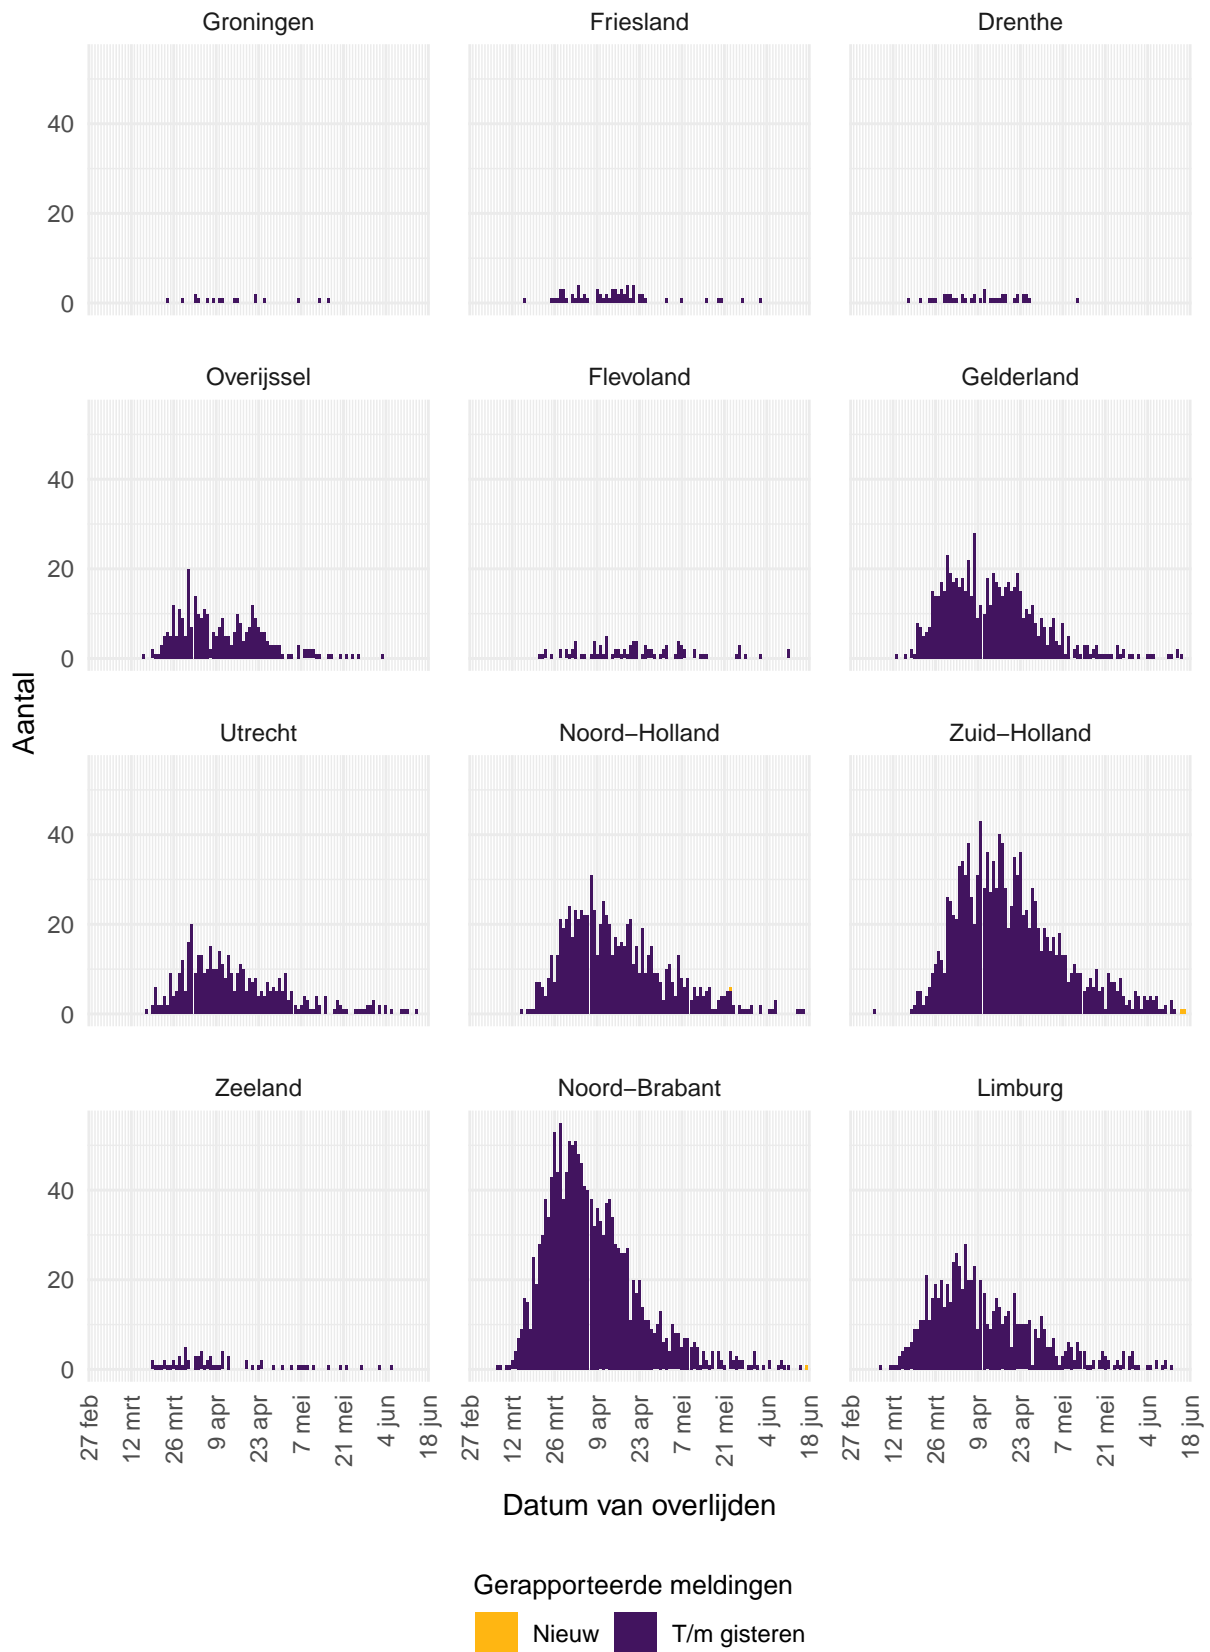 Groningen Friesland Drenthe
40
20
0
Overijssel Flevoland Gelderland
40
20
0
Aantal
Utrecht Noord−Holland Zuid−Holland
40
20
0
Zeeland Noord−Brabant Limburg
40
20
0
27 feb 12 mrt 26 mrt 9 apr 23 apr 7 mei 21 mei 4 jun 18 jun
27 feb 12 mrt 26 mrt 9 apr 23 apr 7 mei 21 mei 4 jun 18 jun
27 feb 12 mrt 26 mrt 9 apr 23 apr 7 mei 21 mei 4 jun 18 jun
Datum van overlijden
Gerapporteerde meldingen
Nieuw T/m gisteren